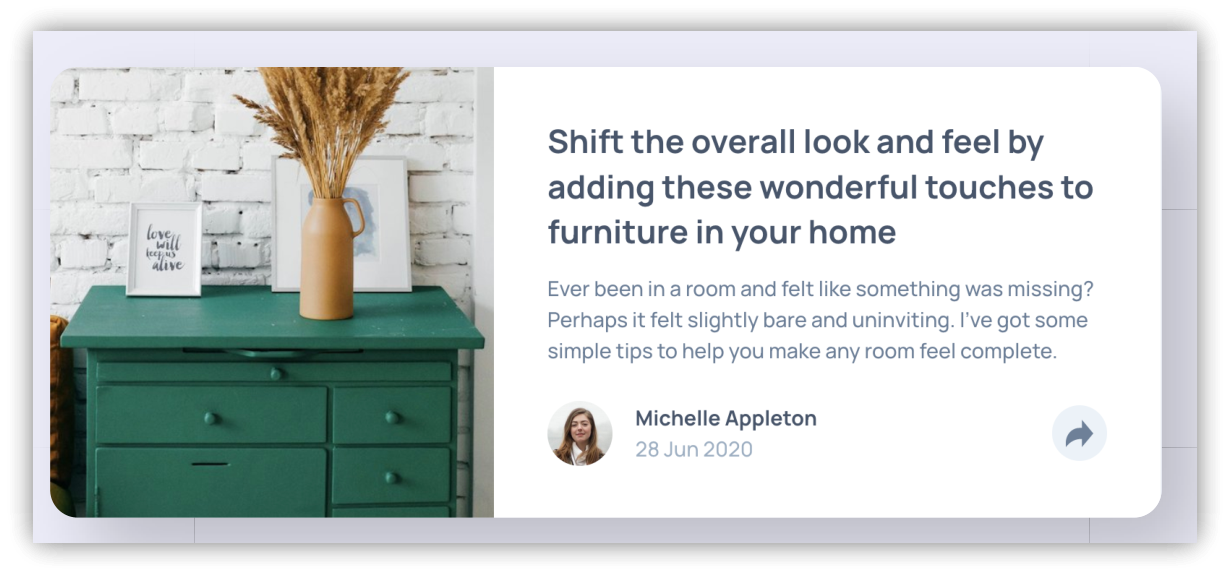 love
will
keep us
alive
Shift the overall look and feel by
adding these wonderful touches to
furniture in your home
Ever been in a room and felt like something was missing?
Perhaps it felt slightly bare and uninviting. I've got some
simple tips to help you make any room feel complete.
Michelle Appleton
28 Jun 2020